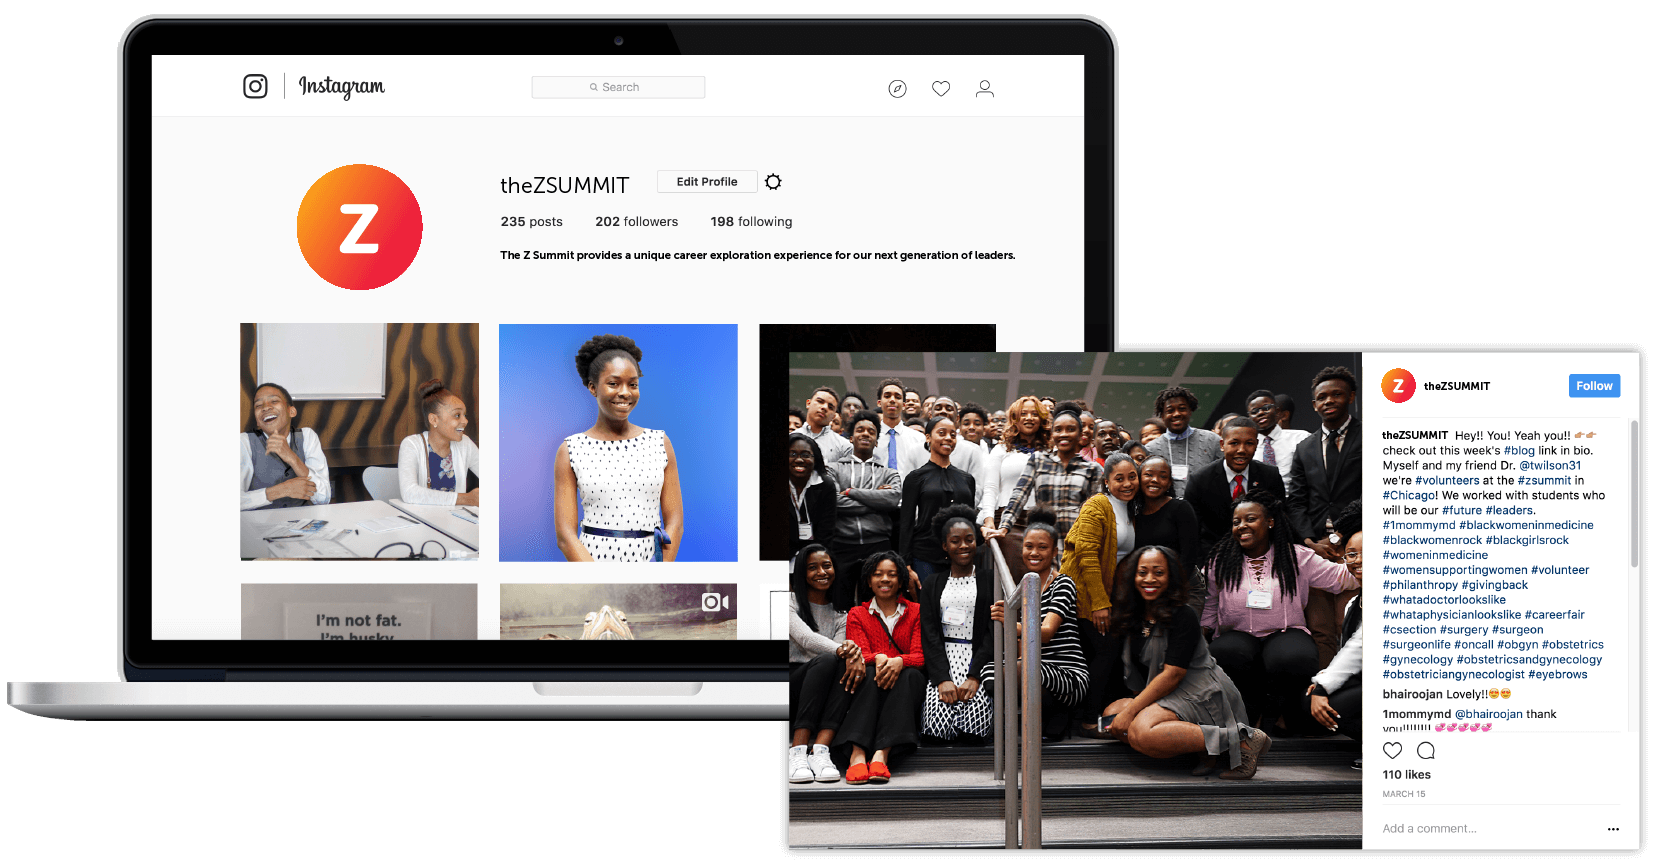 Instagram
Search
Z
theZSUMMIT
Edit Profile
235 posts 202 followers 198 following
The Z Summit provides a unique career exploration experience for our next generation of leaders.
I'm not fat.
I'm husky
Z
theZSUMMIT
Follow
theZSUMMIT Hey!! You! Yeah you!! 👉🏼👉🏼
check out this week's #blog link in bio.
Myself and my friend Dr. @twilson31
we're #volunteers at the #zsummit in
#Chicago! We worked with students who
will be our #future #leaders.
#1mommymd #blackwomeninmedicine
#blackwomenrock #blackgirlsrock
#womeninmedicine
#womensupportingwomen #volunteer
#philanthropy #givingback
#whatadoctorlookslike
#whataphysicianlookslike #careerfair
#csection #surgery #surgeon
#surgeonlife #oncall #obgyn #obstetrics
#gynecology #obstetricsandgynecology
#obstetriciangynecologist #eyebrows
bhairoojan Lovely!!😍😍
1mommymd @bhairoojan thank
you!!!!!!!! 💞💞💞💞💞
110 likes
MARCH 15
Add a comment...